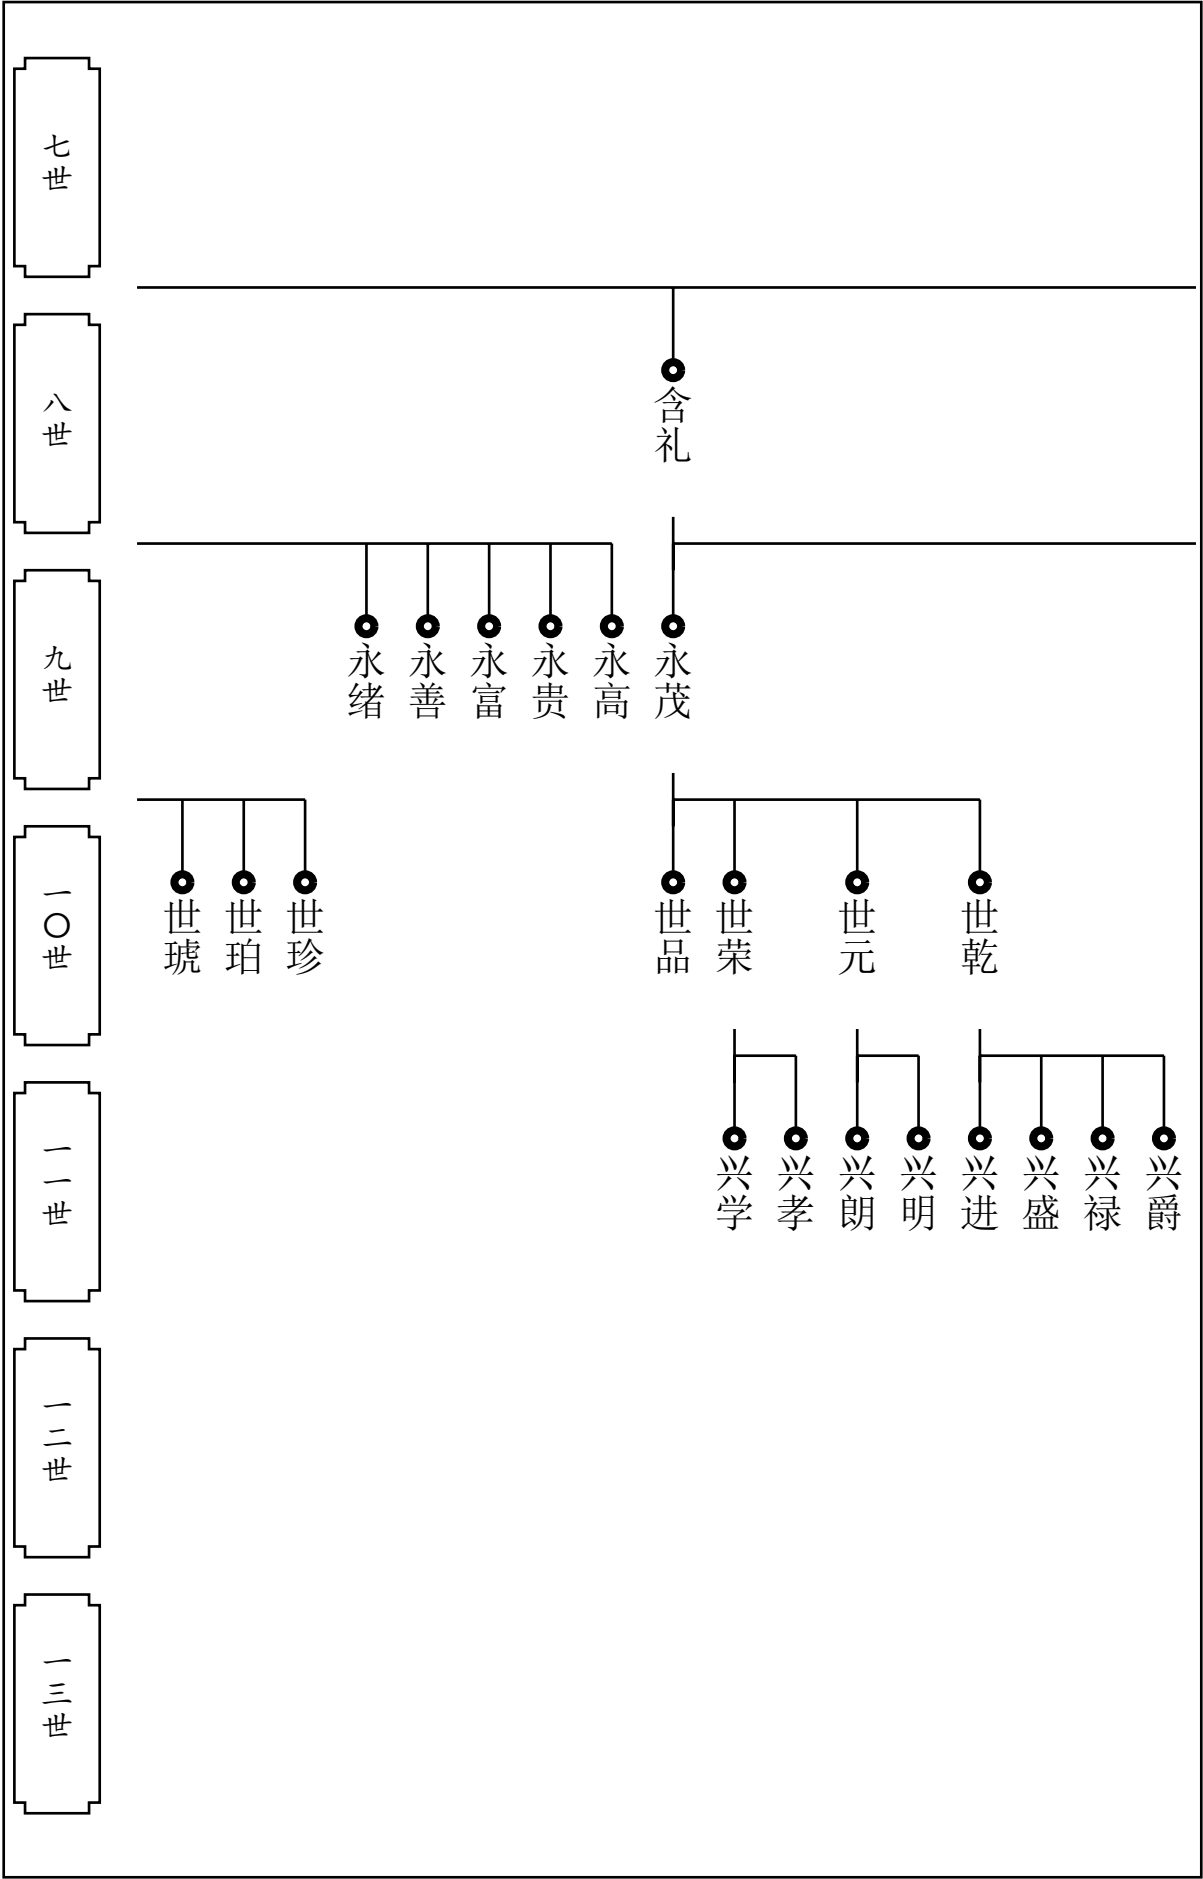 七世
八世
含礼
九世
永绪
永善
永富
永贵
永高
永茂
一〇世
世琥
世珀
世珍
世品
世荣
世元
世乾
一一世
兴学
兴孝
兴朗
兴明
兴进
兴盛
兴禄
兴爵
一二世
一三世